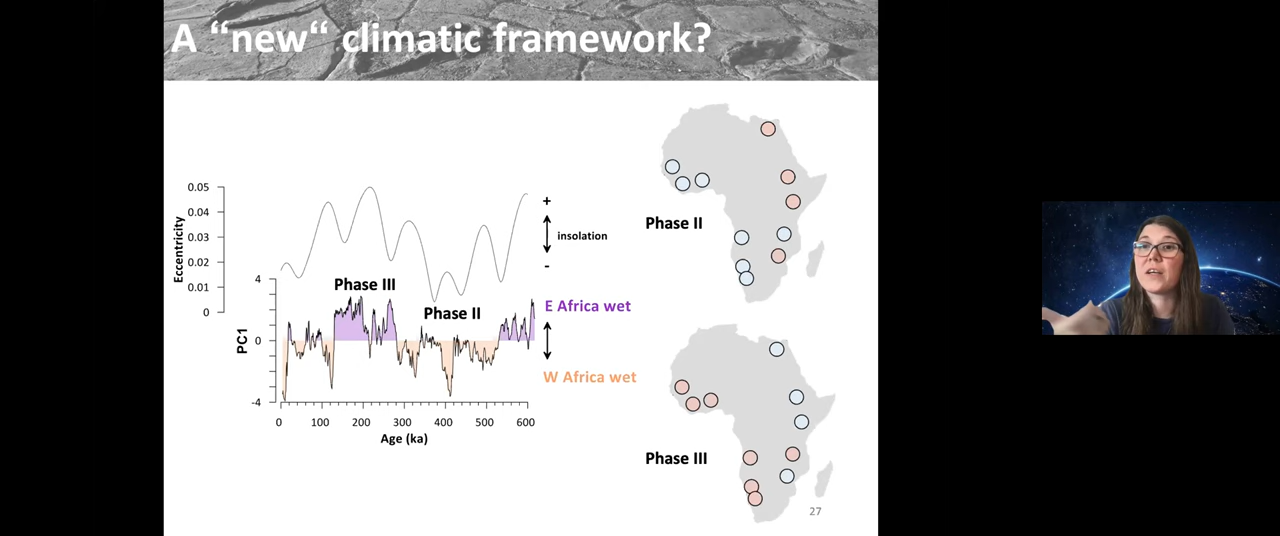 A “new“ climatic framework?
0.05
0.04
0.03
0.02
0.01
0
Eccentricity
+
insolation
-
Phase III
Phase II
4
0
-4
PC1
E Africa wet
W Africa wet
0 100 200 300 400 500 600
Age (ka)
Phase II
Phase III
27